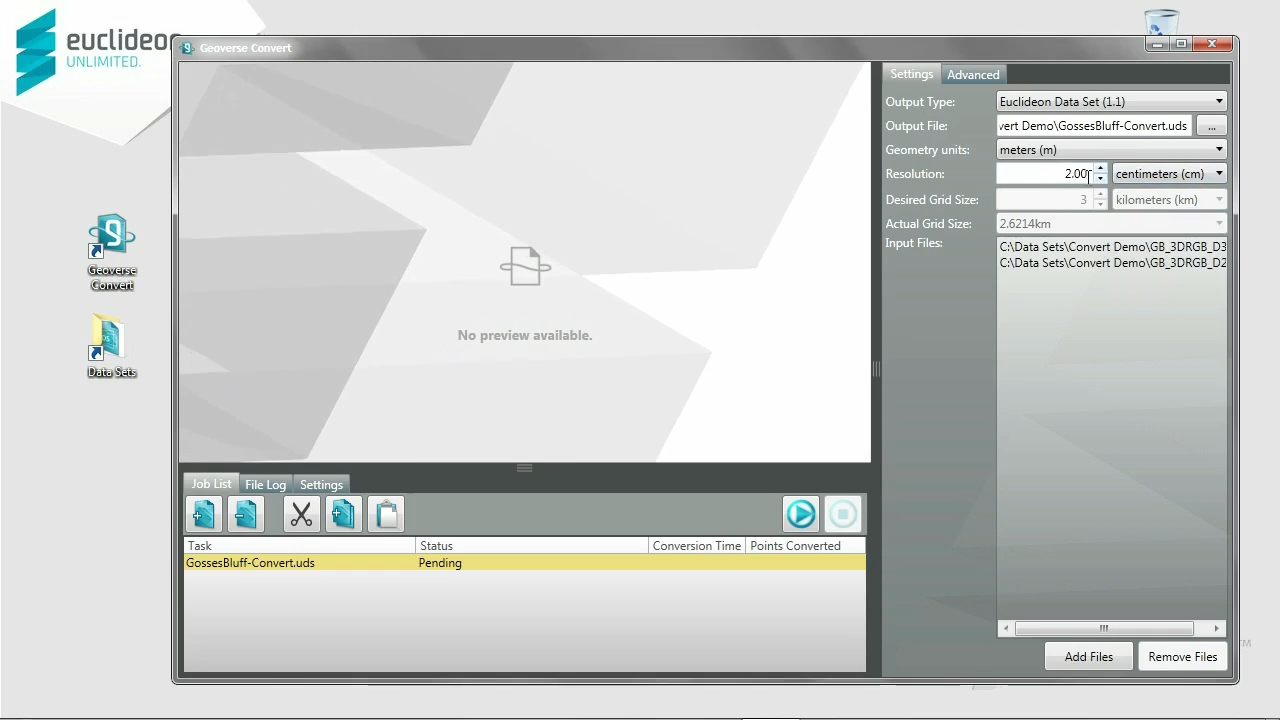 euclideon
UNLIMITED.
Geoverse Convert
Settings
Advanced
Output Type:
Euclideon Data Set (1.1)
Output File:
vert Demo\GossesBluff-Convert.uds
...
Geometry units:
meters (m)
Resolution:
2.00
centimeters (cm)
Desired Grid Size:
3
kilometers (km)
Actual Grid Size:
2.6214km
Input Files:
C:\Data Sets\Convert Demo\GB_3DRGB_D3
C:\Data Sets\Convert Demo\GB_3DRGB_D2
Geoverse
Convert
Data Sets
No preview available.
Job List
File Log
Settings
Task
Status
Conversion Time
Points Converted
GossesBluff-Convert.uds
Pending
Add Files
Remove Files
TM